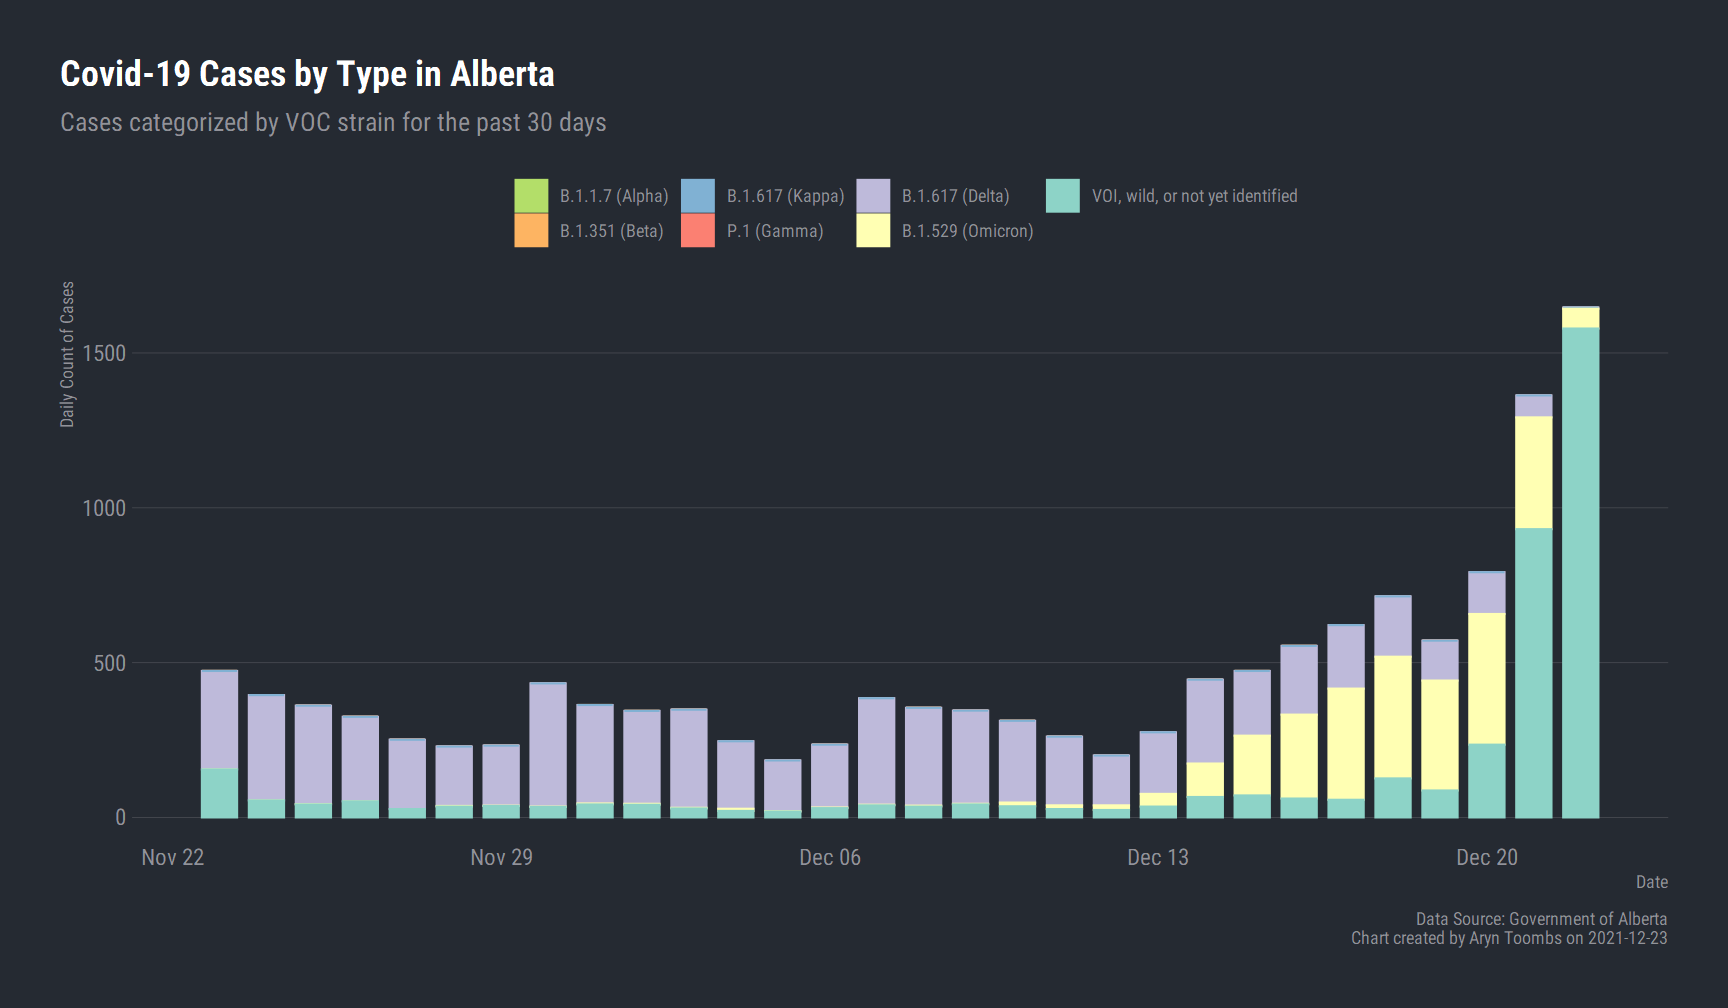 Covid-19 Cases by Type in Alberta
Cases categorized by VOC strain for the past 30 days
B.1.1.7 (Alpha) B.1.617 (Kappa) B.1.617 (Delta) VOI, wild, or not yet identified
B.1.351 (Beta) P.1 (Gamma) B.1.529 (Omicron)
Daily Count of Cases
1500
1000
500
0
Nov 22 Nov 29 Dec 06 Dec 13 Dec 20
Date
Data Source: Government of Alberta
Chart created by Aryn Toombs on 2021-12-23